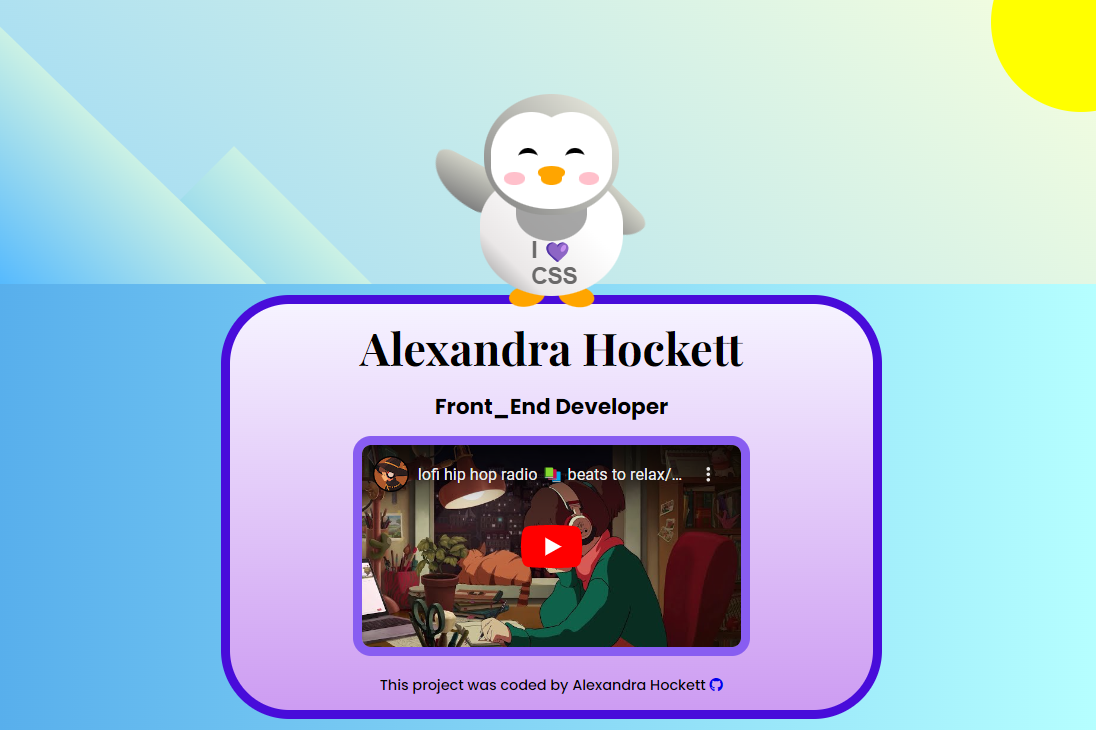 I 💜
CSS
Alexandra Hockett
Front_End Developer
lofi hip hop radio 📚 beats to relax/...
This project was coded by Alexandra Hockett